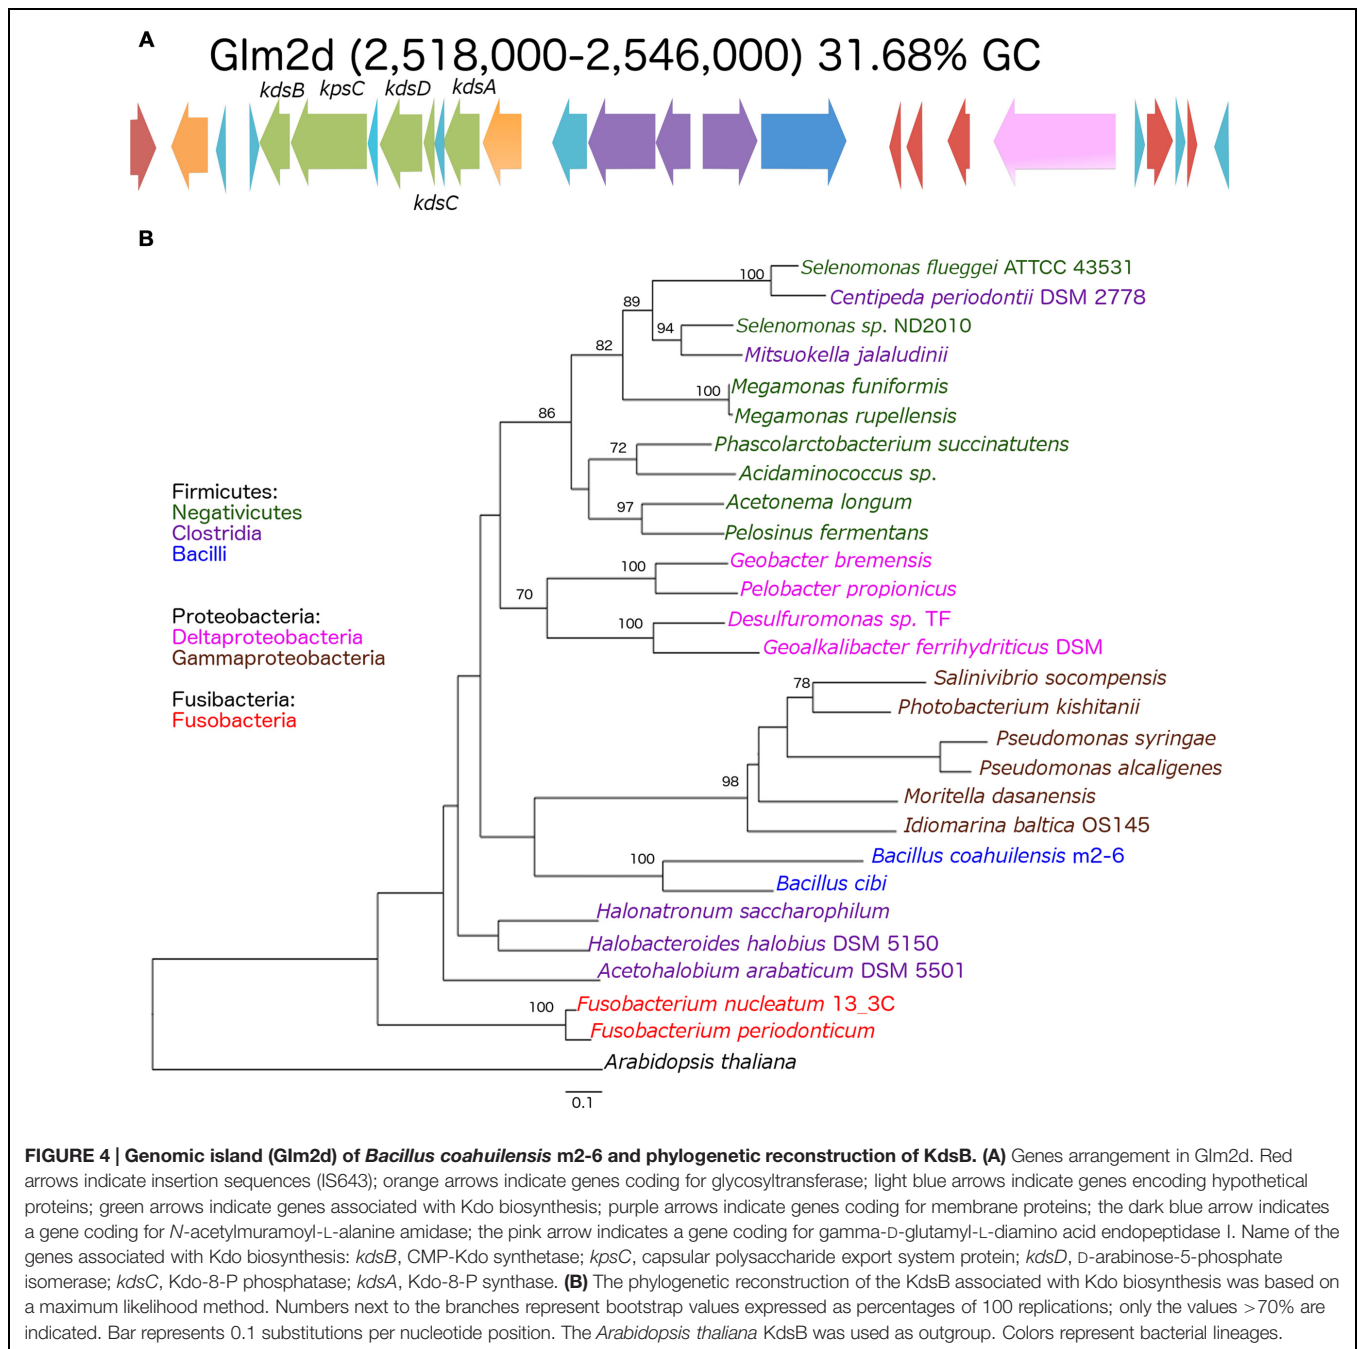 A
GIm2d (2,518,000-2,546,000) 31.68% GC
kdsB kpsC kdsD kdsA
kdsC
B
100
Selenomonas flueggei ATTCC 43531
Centipeda periodontii DSM 2778
89
94
Selenomonas sp. ND2010
Mitsuokella jalaludinii
82
100
Megamonas funiformis
Megamonas rupellensis
86
72
Phascolarctobacterium succinatutens
Acidaminococcus sp.
97
Acetonema longum
Pelosinus fermentans
Firmicutes:
Negativicutes
Clostridia
Bacilli
100
Geobacter bremensis
Pelobacter propionicus
70
100
Desulfuromonas sp. TF
Geoalkalibacter ferrihydriticus DSM
Proteobacteria:
Deltaproteobacteria
Gammaproteobacteria
Fusibacteria:
Fusobacteria
78
Salinivibrio socompensis
Photobacterium kishitanii
Pseudomonas syringae
Pseudomonas alcaligenes
98
Moritella dasanensis
Idiomarina baltica OS145
100
Bacillus coahuilensis m2-6
Bacillus cibi
Halonatronum saccharophilum
Halobacteroides halobius DSM 5150
Acetohalobium arabaticum DSM 5501
100
Fusobacterium nucleatum 13_3C
Fusobacterium periodonticum
Arabidopsis thaliana
0.1
FIGURE 4 | Genomic island (GIm2d) of Bacillus coahuilensis m2-6 and phylogenetic reconstruction of KdsB. (A) Genes arrangement in GIm2d. Red
arrows indicate insertion sequences (IS643); orange arrows indicate genes coding for glycosyltransferase; light blue arrows indicate genes encoding hypothetical
proteins; green arrows indicate genes associated with Kdo biosynthesis; purple arrows indicate genes coding for membrane proteins; the dark blue arrow indicates
a gene coding for N-acetylmuramoyl-L-alanine amidase; the pink arrow indicates a gene coding for gamma-D-glutamyl-L-diamino acid endopeptidase I. Name of the
genes associated with Kdo biosynthesis: kdsB, CMP-Kdo synthetase; kpsC, capsular polysaccharide export system protein; kdsD, D-arabinose-5-phosphate
isomerase; kdsC, Kdo-8-P phosphatase; kdsA, Kdo-8-P synthase. (B) The phylogenetic reconstruction of the KdsB associated with Kdo biosynthesis was based on
a maximum likelihood method. Numbers next to the branches represent bootstrap values expressed as percentages of 100 replications; only the values >70% are
indicated. Bar represents 0.1 substitutions per nucleotide position. The Arabidopsis thaliana KdsB was used as outgroup. Colors represent bacterial lineages.